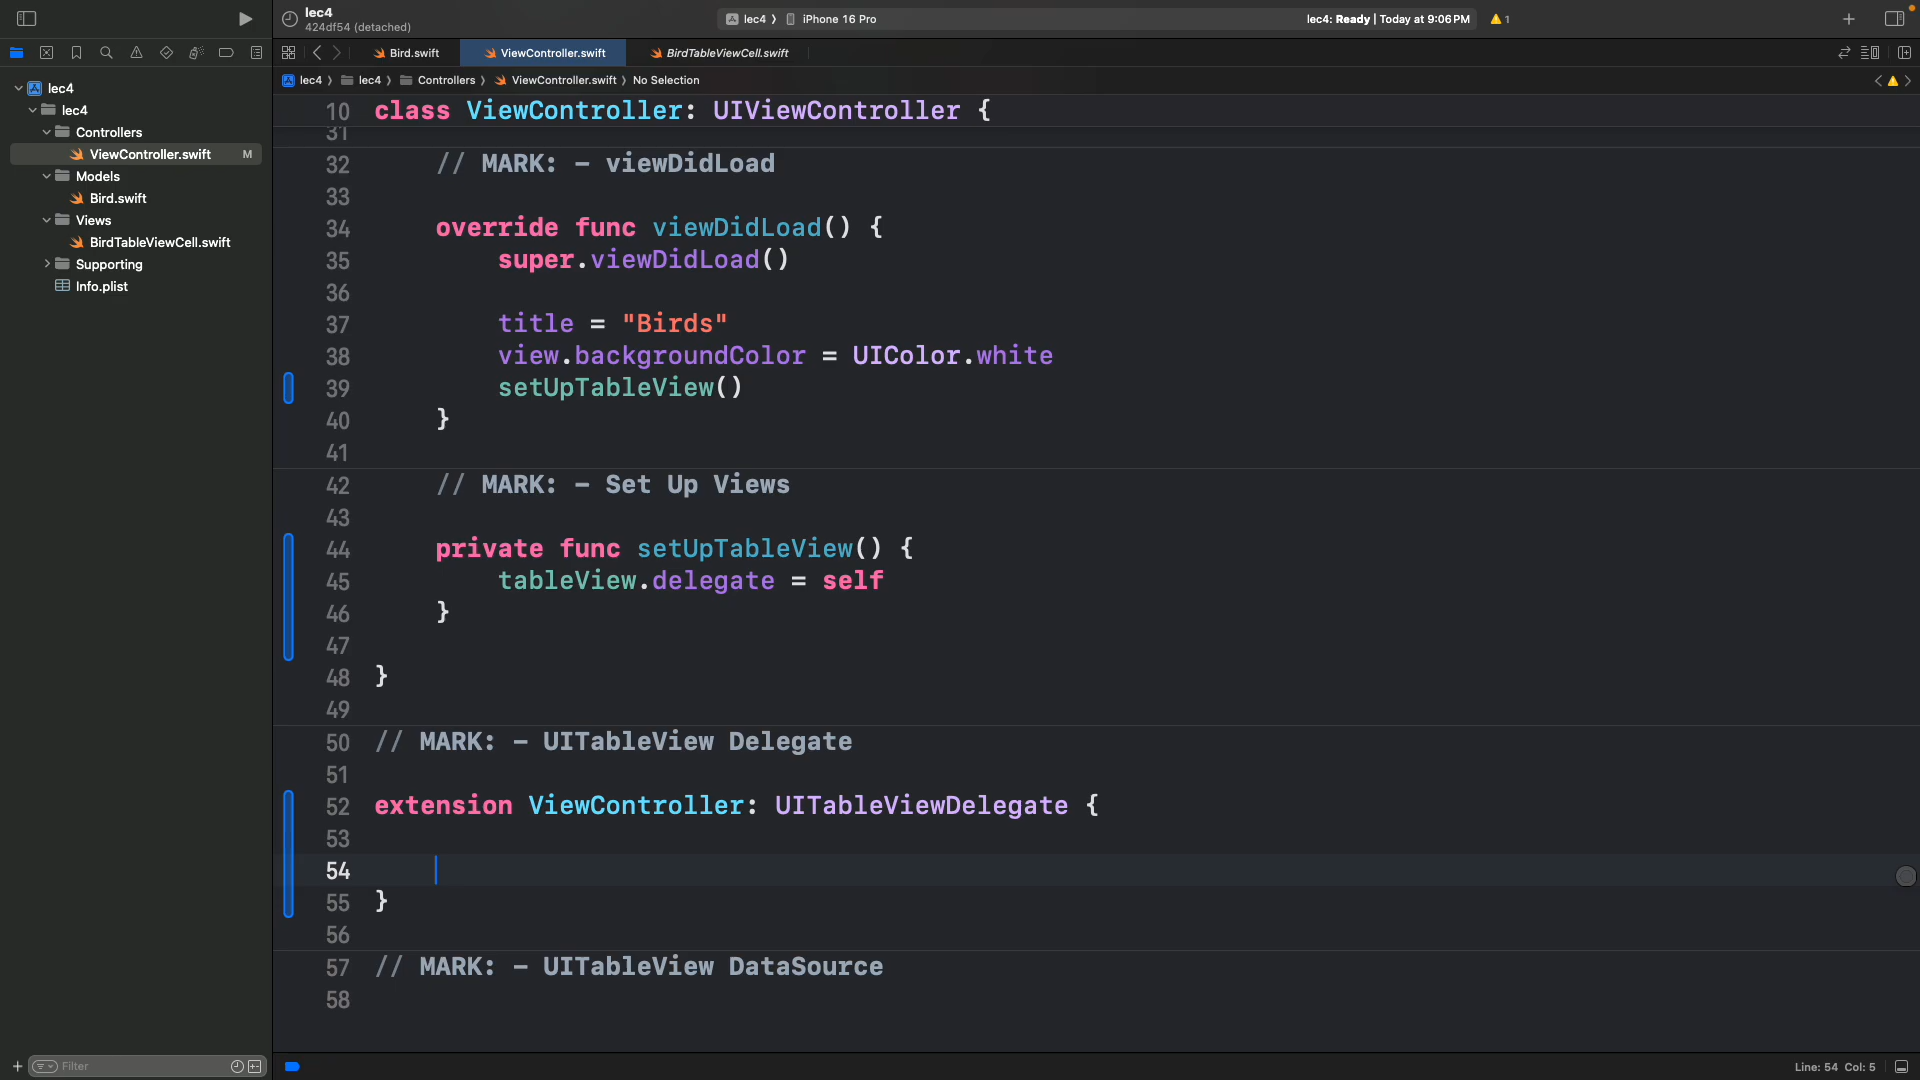 lec4
424df54 (detached)
lec4 〉 iPhone 16 Pro
lec4: Ready | Today at 9:06 PM
1
Bird.swift
ViewController.swift
BirdTableViewCell.swift
lec4 〉 lec4 〉 Controllers 〉 ViewController.swift 〉 No Selection
lec4
lec4
Controllers
ViewController.swift M
Models
Bird.swift
Views
BirdTableViewCell.swift
Supporting
Info.plist
10 class ViewController: UIViewController {
31
32 // MARK: - viewDidLoad
33
34 override func viewDidLoad() {
35 super.viewDidLoad()
36
37 title = "Birds"
38 view.backgroundColor = UIColor.white
39 setUpTableView()
40 }
41
42 // MARK: - Set Up Views
43
44 private func setUpTableView() {
45 tableView.delegate = self
46 }
47
48 }
49
50 // MARK: - UITableView Delegate
51
52 extension ViewController: UITableViewDelegate {
53
54
55 }
56
57 // MARK: - UITableView DataSource
58
Filter
Line: 54 Col: 5